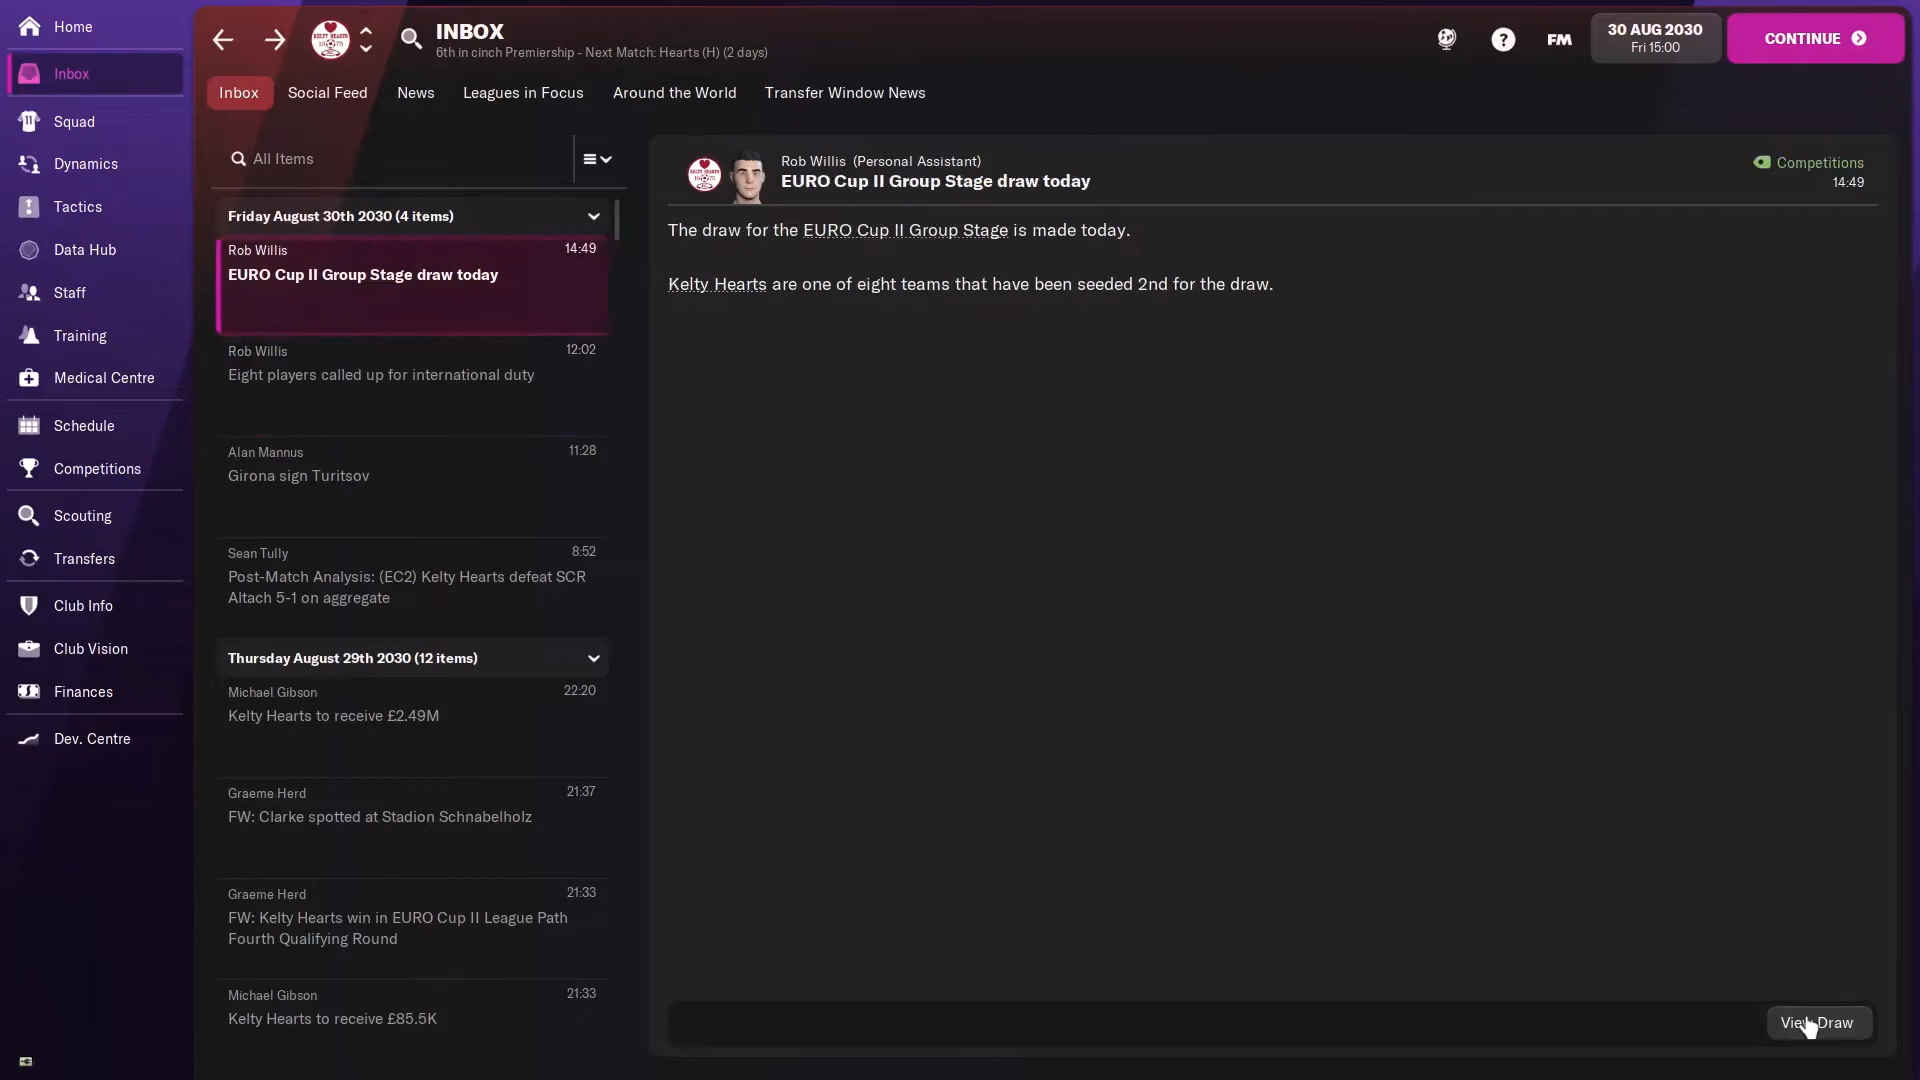 Home
Inbox
Squad
Dynamics
Tactics
Data Hub
Staff
Training
Medical Centre
Schedule
Competitions
Scouting
Transfers
Club Info
Club Vision
Finances
Dev. Centre
INBOX
6th in cinch Premiership - Next Match: Hearts (H) (2 days)
FM
30 AUG 2030
Fri 15:00
CONTINUE
Inbox Social Feed News Leagues in Focus Around the World Transfer Window News
All Items
Friday August 30th 2030 (4 items)
Rob Willis 14:49
EURO Cup II Group Stage draw today
Rob Willis 12:02
Eight players called up for international duty
Alan Mannus 11:28
Girona sign Turitsov
Sean Tully 8:52
Post-Match Analysis: (EC2) Kelty Hearts defeat SCR
Altach 5-1 on aggregate
Thursday August 29th 2030 (12 items)
Michael Gibson 22:20
Kelty Hearts to receive £2.49M
Graeme Herd 21:37
FW: Clarke spotted at Stadion Schnabelholz
Graeme Herd 21:33
FW: Kelty Hearts win in EURO Cup II League Path
Fourth Qualifying Round
Michael Gibson 21:33
Kelty Hearts to receive £85.5K
Rob Willis (Personal Assistant)
EURO Cup II Group Stage draw today
Competitions
14:49
The draw for the EURO Cup II Group Stage is made today.
Kelty Hearts are one of eight teams that have been seeded 2nd for the draw.
View Draw